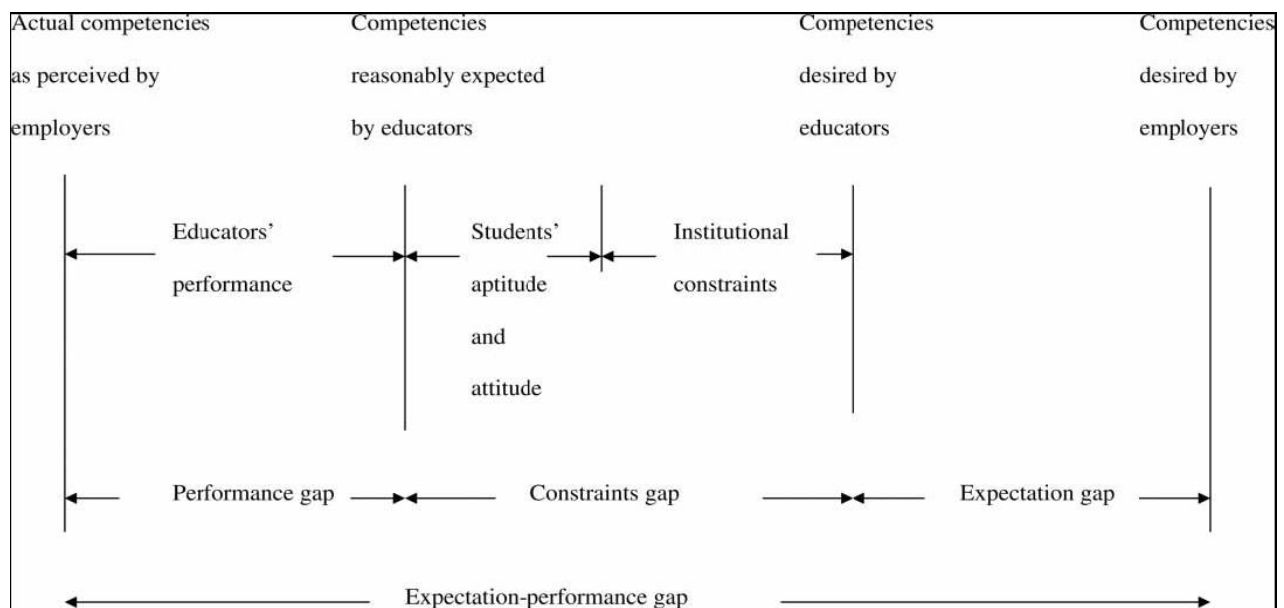 Actual competencies
as perceived by
employers
Competencies
reasonably expected
by educators
Competencies
desired by
educators
Competencies
desired by
employers
Educators’
performance
Students’
aptitude
and
attitude
Institutional
constraints
Performance gap
Constraints gap
Expectation gap
Expectation-performance gap